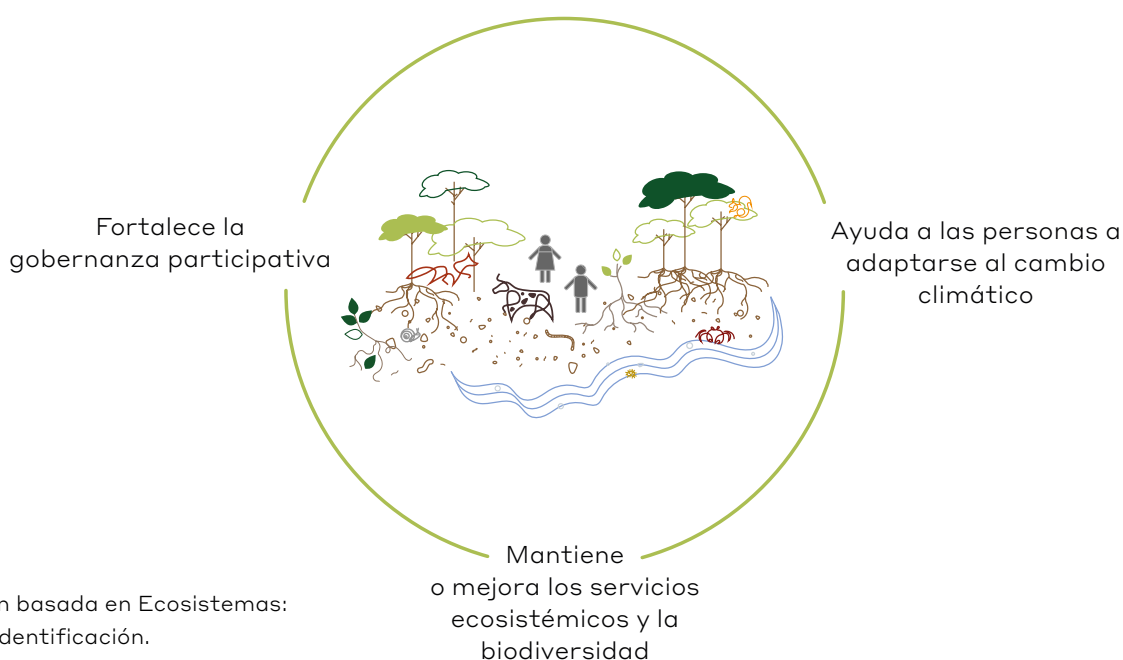 Fortalece la
gobernanza participativa
Ayuda a las personas a
adaptarse al cambio
climático
Mantiene
o mejora los servicios
ecosistémicos y la
biodiversidad
basada en Ecosistemas: